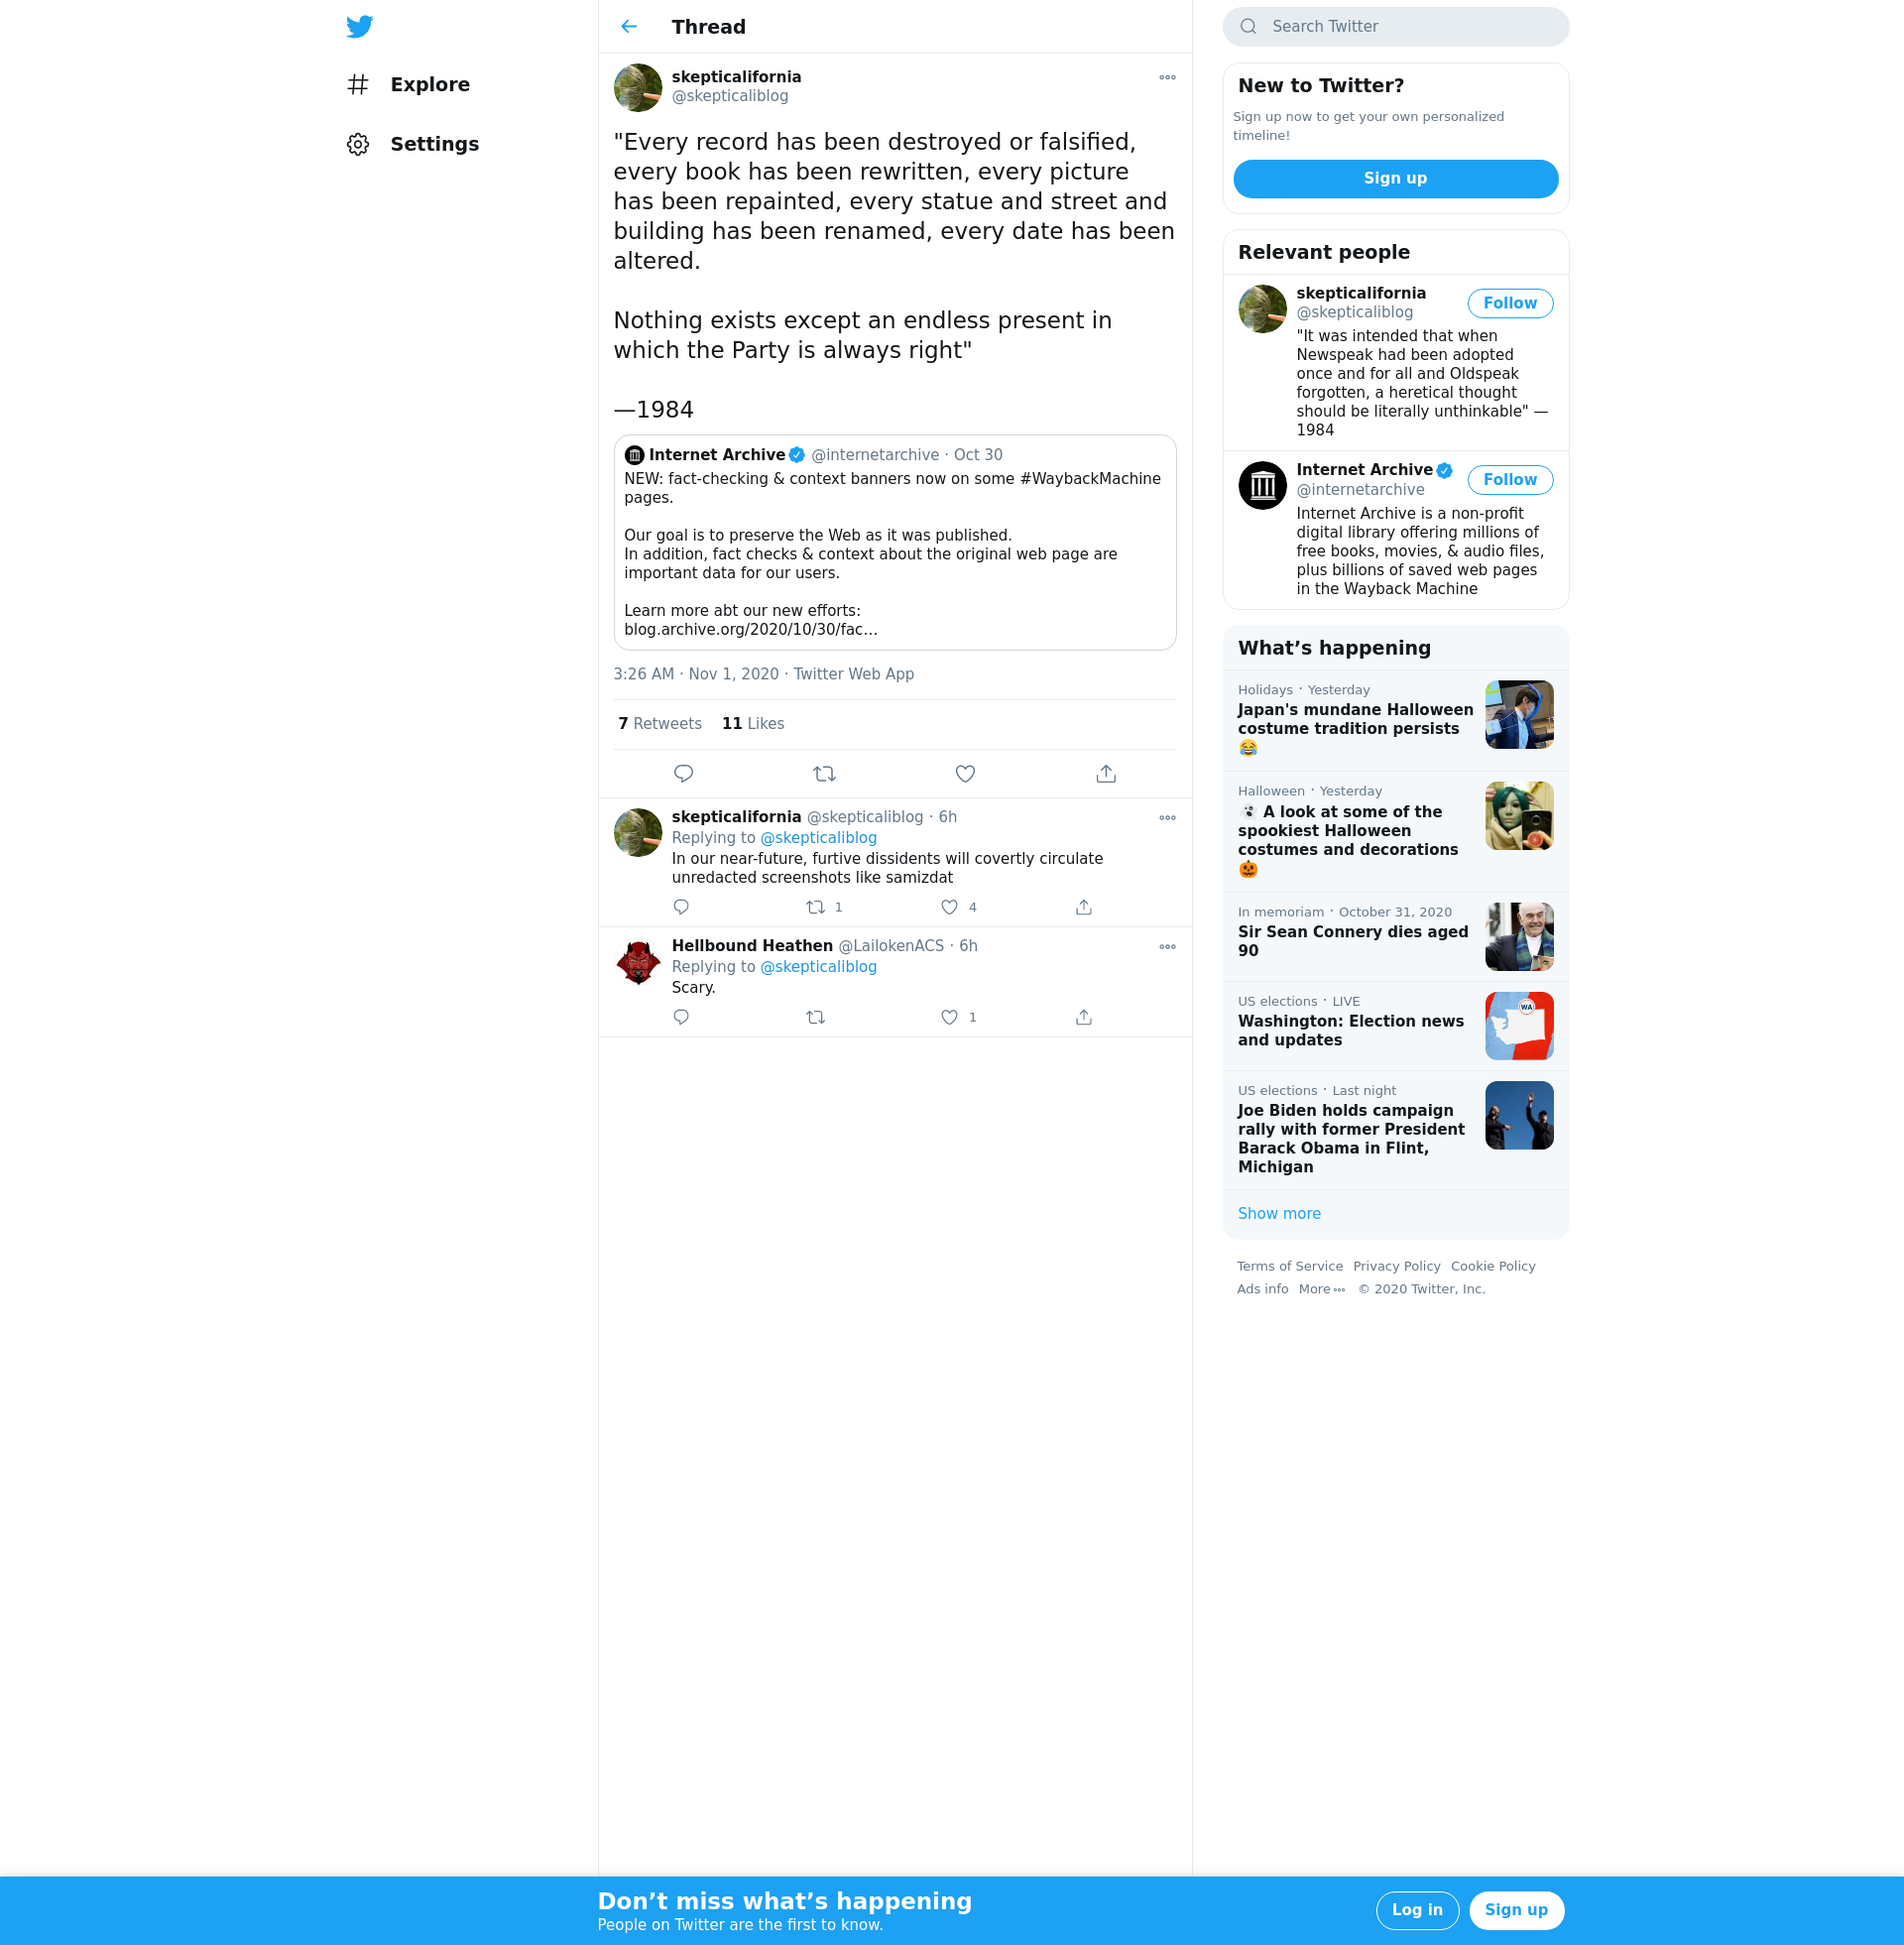 Explore
Settings
Thread
skepticalifornia
@skepticaliblog
"Every record has been destroyed or falsified,
every book has been rewritten, every picture
has been repainted, every statue and street and
building has been renamed, every date has been
altered.
Nothing exists except an endless present in
which the Party is always right"
—1984
Internet Archive @internetarchive · Oct 30
NEW: fact-checking & context banners now on some #WaybackMachine
pages.
Our goal is to preserve the Web as it was published.
In addition, fact checks & context about the original web page are
important data for our users.
Learn more abt our new efforts:
blog.archive.org/2020/10/30/fac…
3:26 AM · Nov 1, 2020 · Twitter Web App
7 Retweets 11 Likes
skepticalifornia @skepticaliblog · 6h
Replying to @skepticaliblog
In our near-future, furtive dissidents will covertly circulate
unredacted screenshots like samizdat
1 4
Hellbound Heathen @LailokenACS · 6h
Replying to @skepticaliblog
Scary.
1
Search Twitter
New to Twitter?
Sign up now to get your own personalized
timeline!
Sign up
Relevant people
skepticalifornia
@skepticaliblog
Follow
"It was intended that when
Newspeak had been adopted
once and for all and Oldspeak
forgotten, a heretical thought
should be literally unthinkable" —
1984
Internet Archive
@internetarchive
Follow
Internet Archive is a non-profit
digital library offering millions of
free books, movies, & audio files,
plus billions of saved web pages
in the Wayback Machine
What’s happening
Holidays · Yesterday
Japan's mundane Halloween
costume tradition persists
😂
Halloween · Yesterday
👻 A look at some of the
spookiest Halloween
costumes and decorations
🎃
In memoriam · October 31, 2020
Sir Sean Connery dies aged
90
US elections · LIVE
Washington: Election news
and updates
WA
US elections · Last night
Joe Biden holds campaign
rally with former President
Barack Obama in Flint,
Michigan
Show more
Terms of Service Privacy Policy Cookie Policy
Ads info More © 2020 Twitter, Inc.
Don’t miss what’s happening
People on Twitter are the first to know.
Log in
Sign up